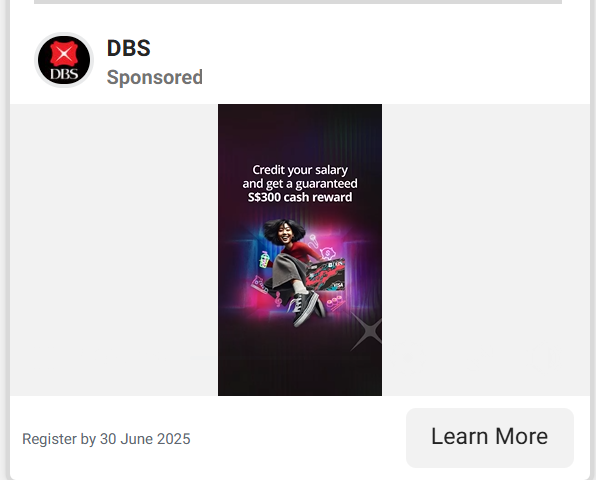 DBS
DBS
Sponsored
Credit your salary
and get a guaranteed
S$300 cash reward
VISA
Register by 30 June 2025
Learn More